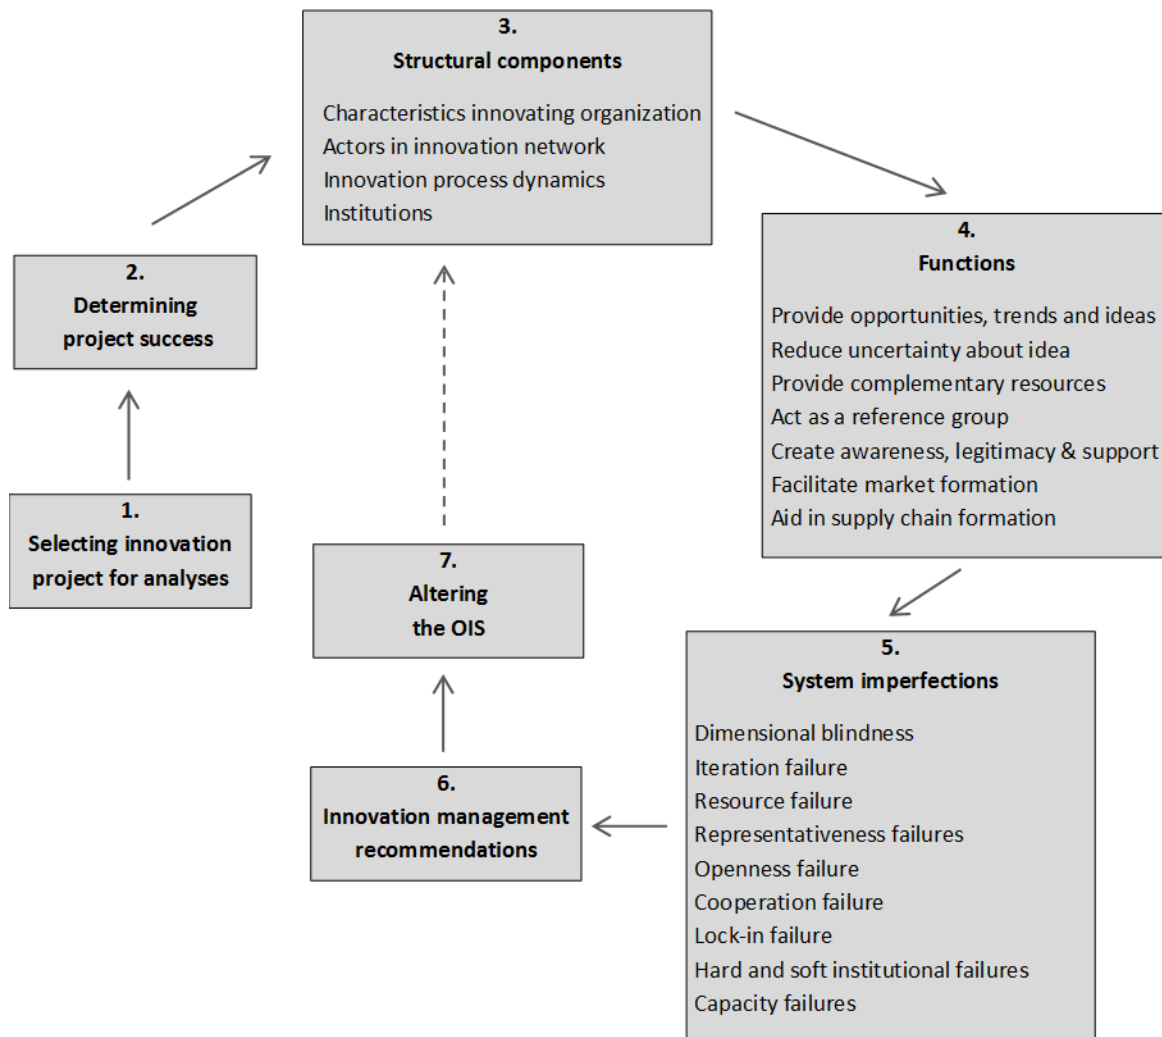 1.
Selecting innovation
project for analyses
2.
Determining
project success
3.
Structural components
Characteristics innovating organization
Actors in innovation network
Innovation process dynamics
Institutions
4.
Functions
Provide opportunities, trends and ideas
Reduce uncertainty about idea
Provide complementary resources
Act as a reference group
Create awareness, legitimacy & support
Facilitate market formation
Aid in supply chain formation
5.
System imperfections
Dimensional blindness
Iteration failure
Resource failure
Representativeness failures
Openness failure
Cooperation failure
Lock-in failure
Hard and soft institutional failures
Capacity failures
6.
Innovation management
recommendations
7.
Altering
the OIS